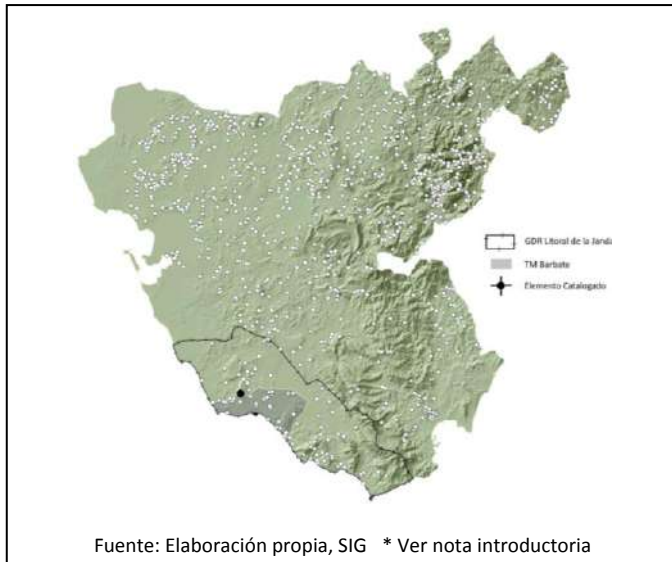 GDR Litoral de la Janda
TM Barbate
Elemento Catalogado
Fuente: Elaboración propia, SIG * Ver nota introductoria